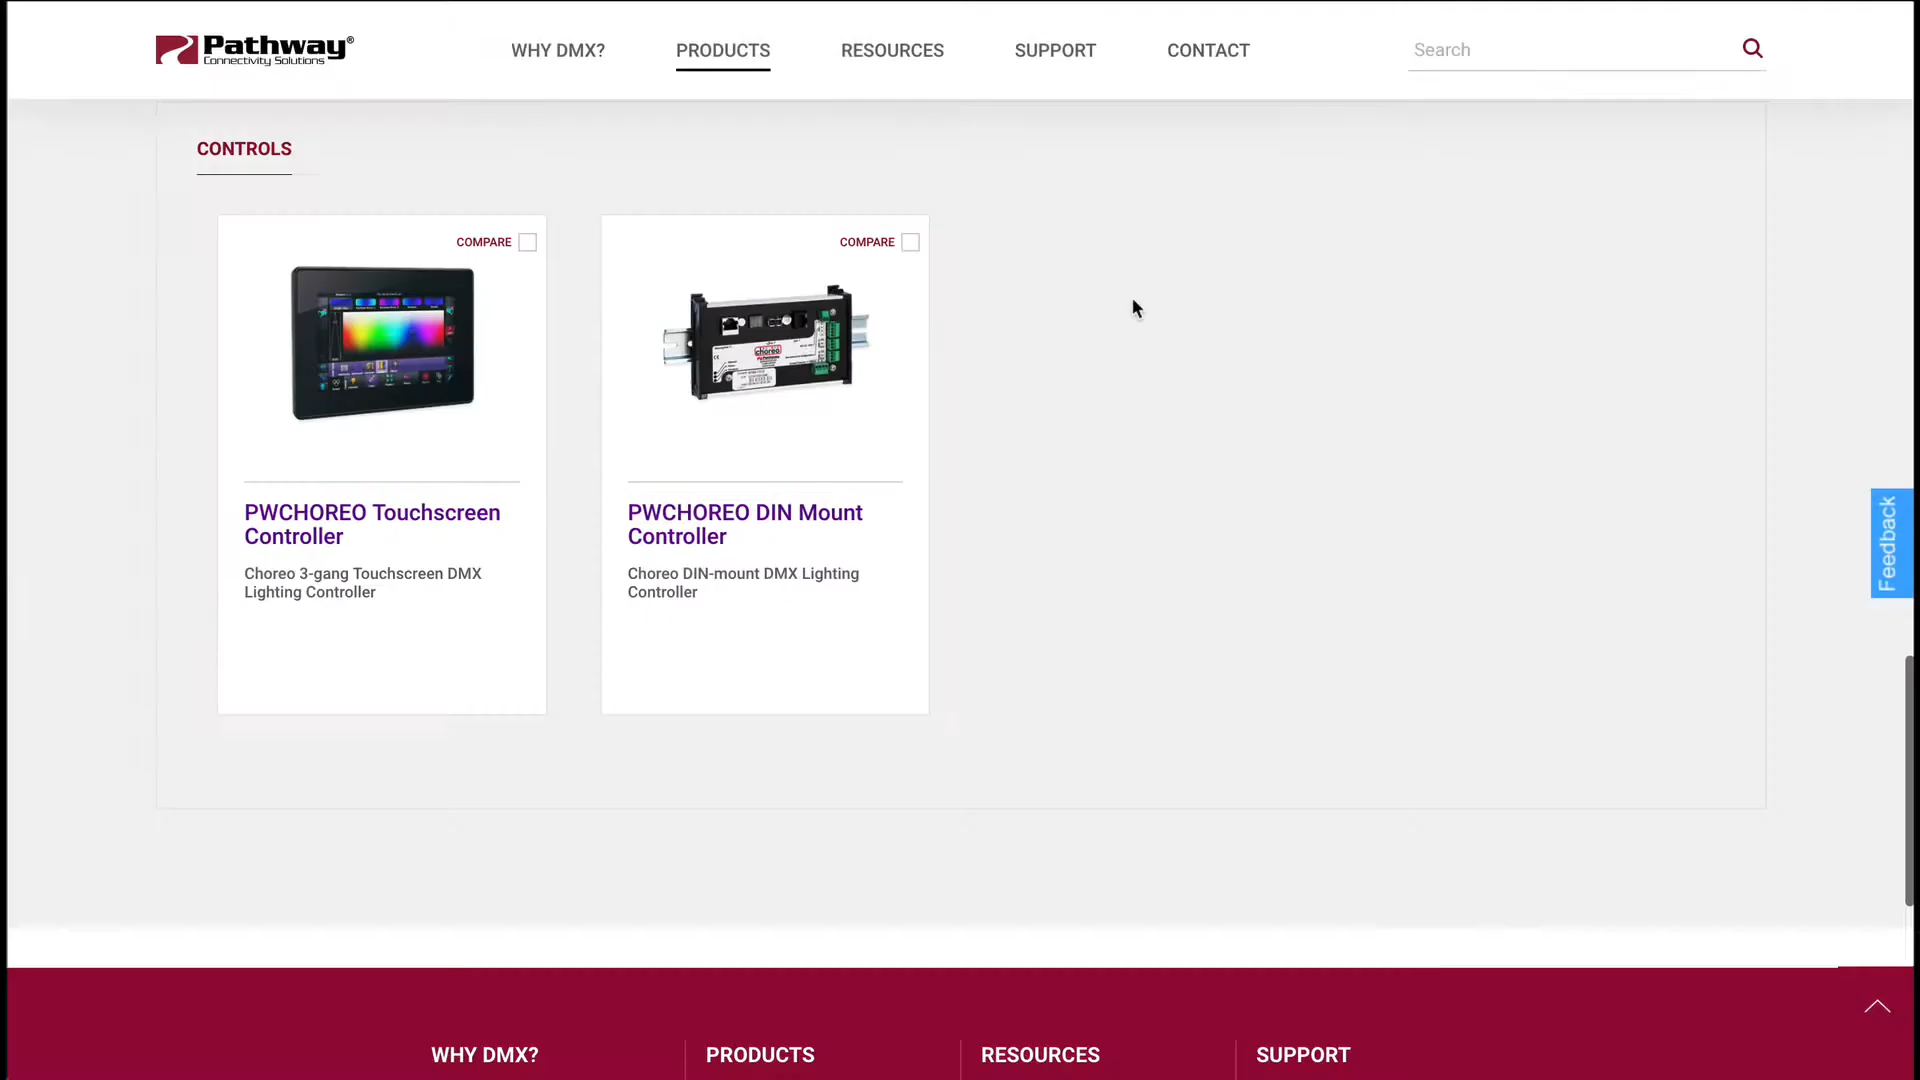 Pathway®
Connectivity Solutions
WHY DMX?
PRODUCTS
RESOURCES
SUPPORT
CONTACT
Search
CONTROLS
COMPARE
COMPARE
choreo
PWCHOREO Touchscreen
Controller
Choreo 3-gang Touchscreen DMX
Lighting Controller
PWCHOREO DIN Mount
Controller
Choreo DIN-mount DMX Lighting
Controller
Feedback
WHY DMX?
PRODUCTS
RESOURCES
SUPPORT